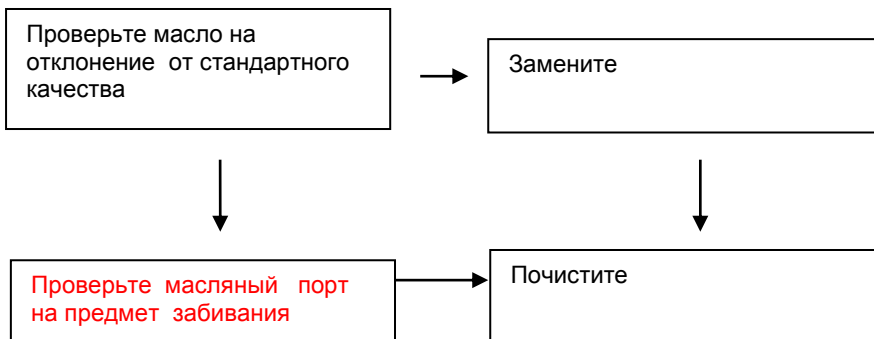 Проверьте масло на
отклонение от стандартного
качества
Замените
Проверьте масляный порт
на предмет забивания
Почистите